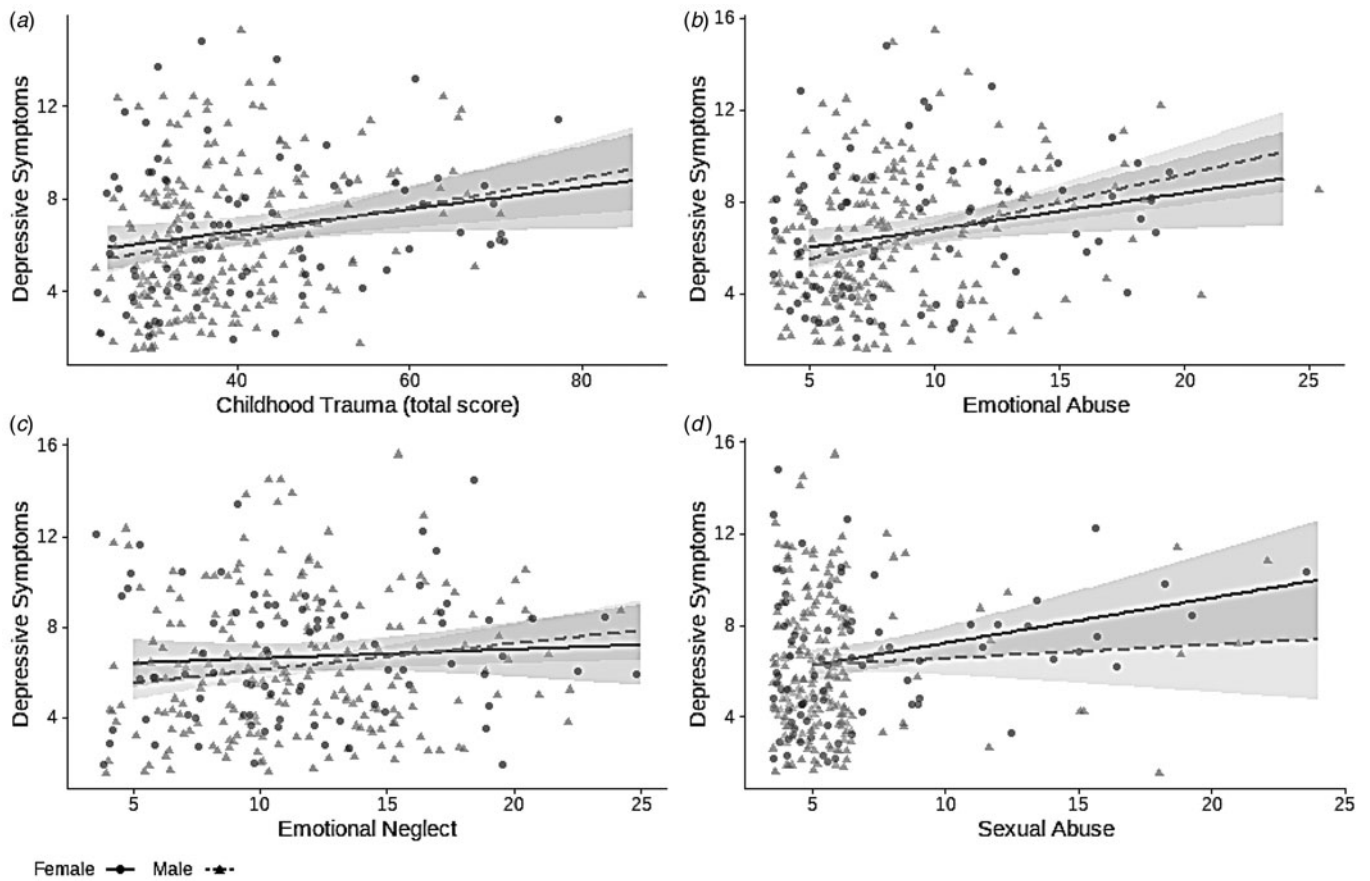 (a)
Depressive Symptoms
12
8
4
40
60
80
Childhood Trauma (total score)
(b)
Depressive Symptoms
16
12
8
4
5
10
15
20
25
Emotional Abuse
(c)
Depressive Symptoms
16
12
8
4
5
10
15
20
25
Emotional Neglect
(d)
Depressive Symptoms
16
12
8
4
5
10
15
20
25
Sexual Abuse
Female Male